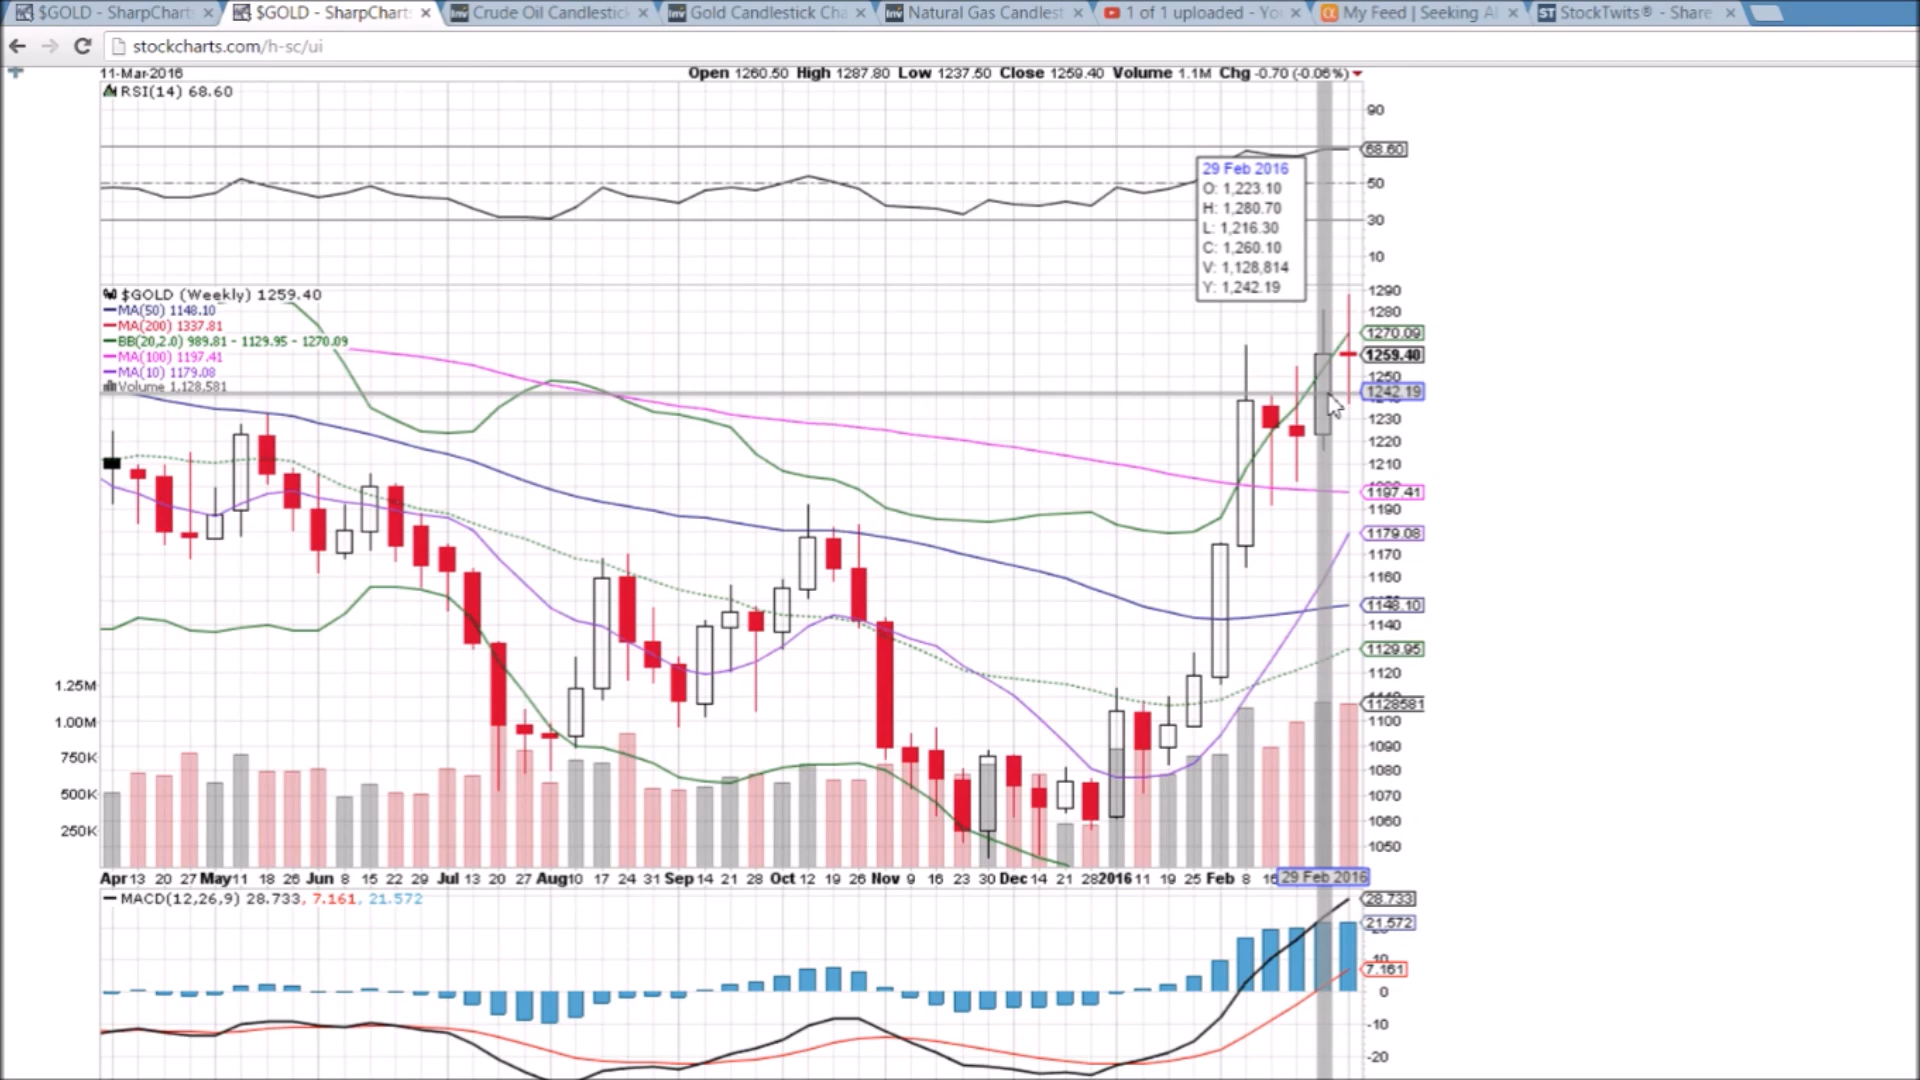 $GOLD - SharpChart
$GOLD - SharpChart
Crude Oil Candlestick
Gold Candlestick Cha
Natural Gas Candlest
1 of 1 uploaded - You
My Feed | Seeking Al
StockTwits® - Share
stockcharts.com/h-sc/ui
11-Mar-2016
Open 1260.50 High 1287.80 Low 1237.50 Close 1259.40 Volume 1.1M Chg -0.70 (-0.06%)
RSI(14) 68.60
90
68.60
50
30
10
29 Feb 2016
O: 1,223.10
H: 1,280.70
L: 1,216.30
C: 1,260.10
V: 1,128,814
Y: 1,242.19
$GOLD (Weekly) 1259.40
MA(50) 1148.10
MA(200) 1337.81
BB(20,2.0) 989.81 - 1129.95 - 1270.09
MA(100) 1197.41
MA(10) 1179.08
Volume 1,128,581
1290
1280
1270.09
1259.40
1250
1242.19
1230
1220
1210
1197.41
1190
1179.08
1170
1160
1148.10
1140
1129.95
1120
1128581
1100
1090
1080
1070
1060
1050
1.25M
1.00M
750K
500K
250K
Apr 13 20 27 May 11 18 26 Jun 8 15 22 29 Jul 13 20 27 Aug 10 17 24 31 Sep 14 21 28 Oct 12 19 26 Nov 9 16 23 30 Dec 14 21 28 2016 11 19 25 Feb 8 16 29 Feb 2016
MACD(12,26,9) 28.733, 7.161, 21.572
28.733
21.572
10
7.161
0
-10
-20